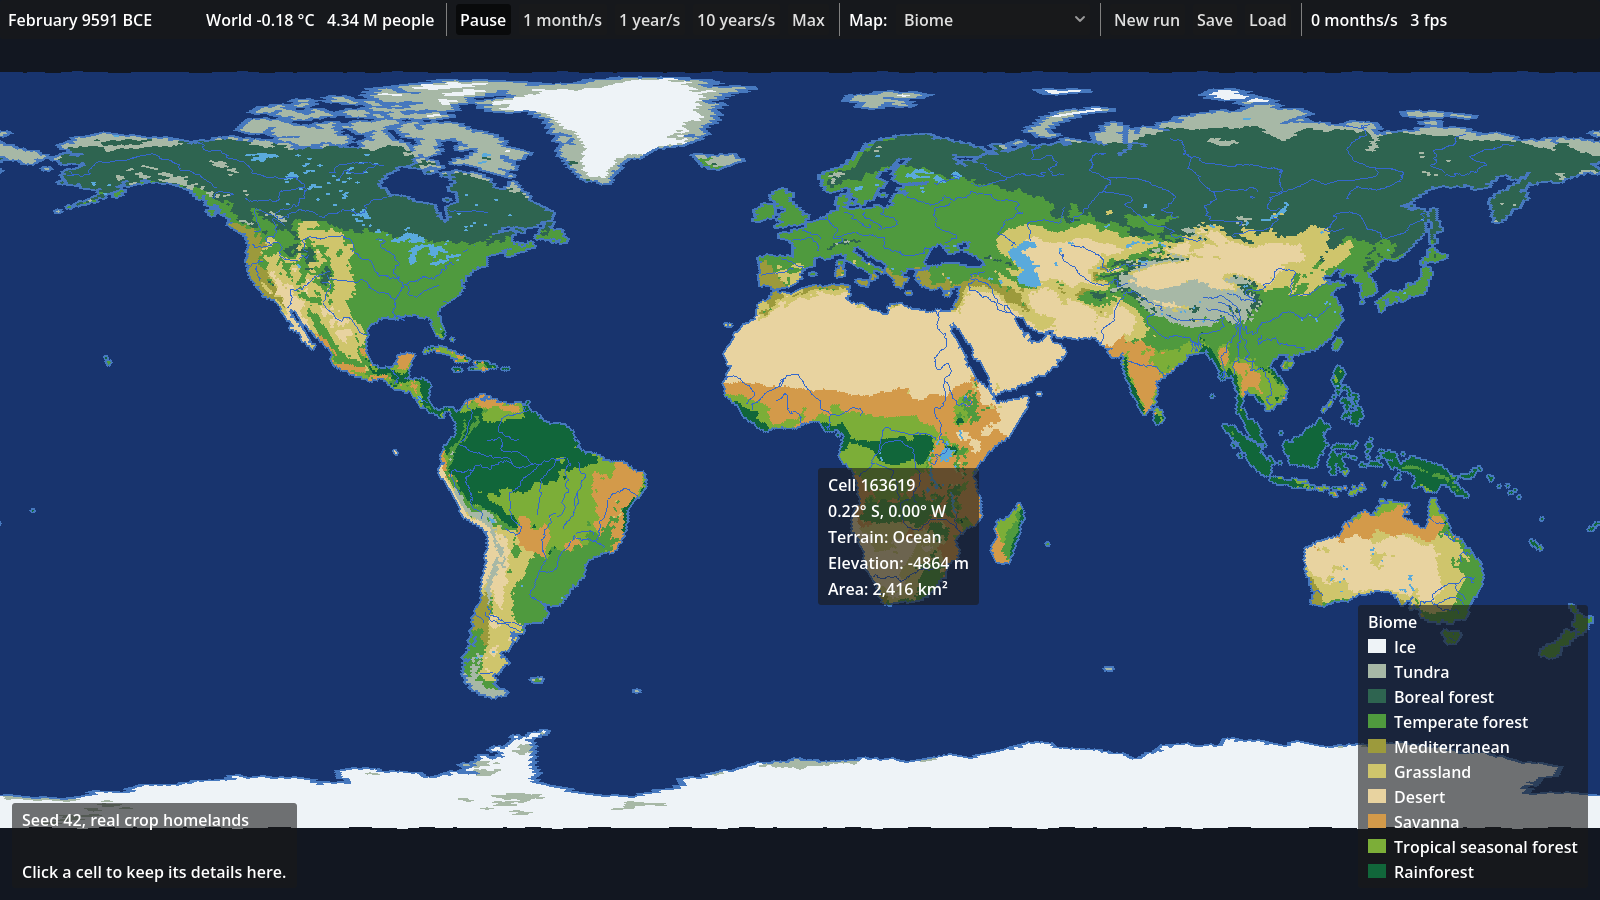 February 9591 BCE World -0.18 °C 4.34 M people Pause 1 month/s 1 year/s 10 years/s Max Map: Biome New run Save Load 0 months/s 3 fps
Cell 163619
0.22° S, 0.00° W
Terrain: Ocean
Elevation: -4864 m
Area: 2,416 km²
Biome
Ice
Tundra
Boreal forest
Temperate forest
Mediterranean
Grassland
Desert
Savanna
Tropical seasonal forest
Rainforest
Seed 42, real crop homelands
Click a cell to keep its details here.